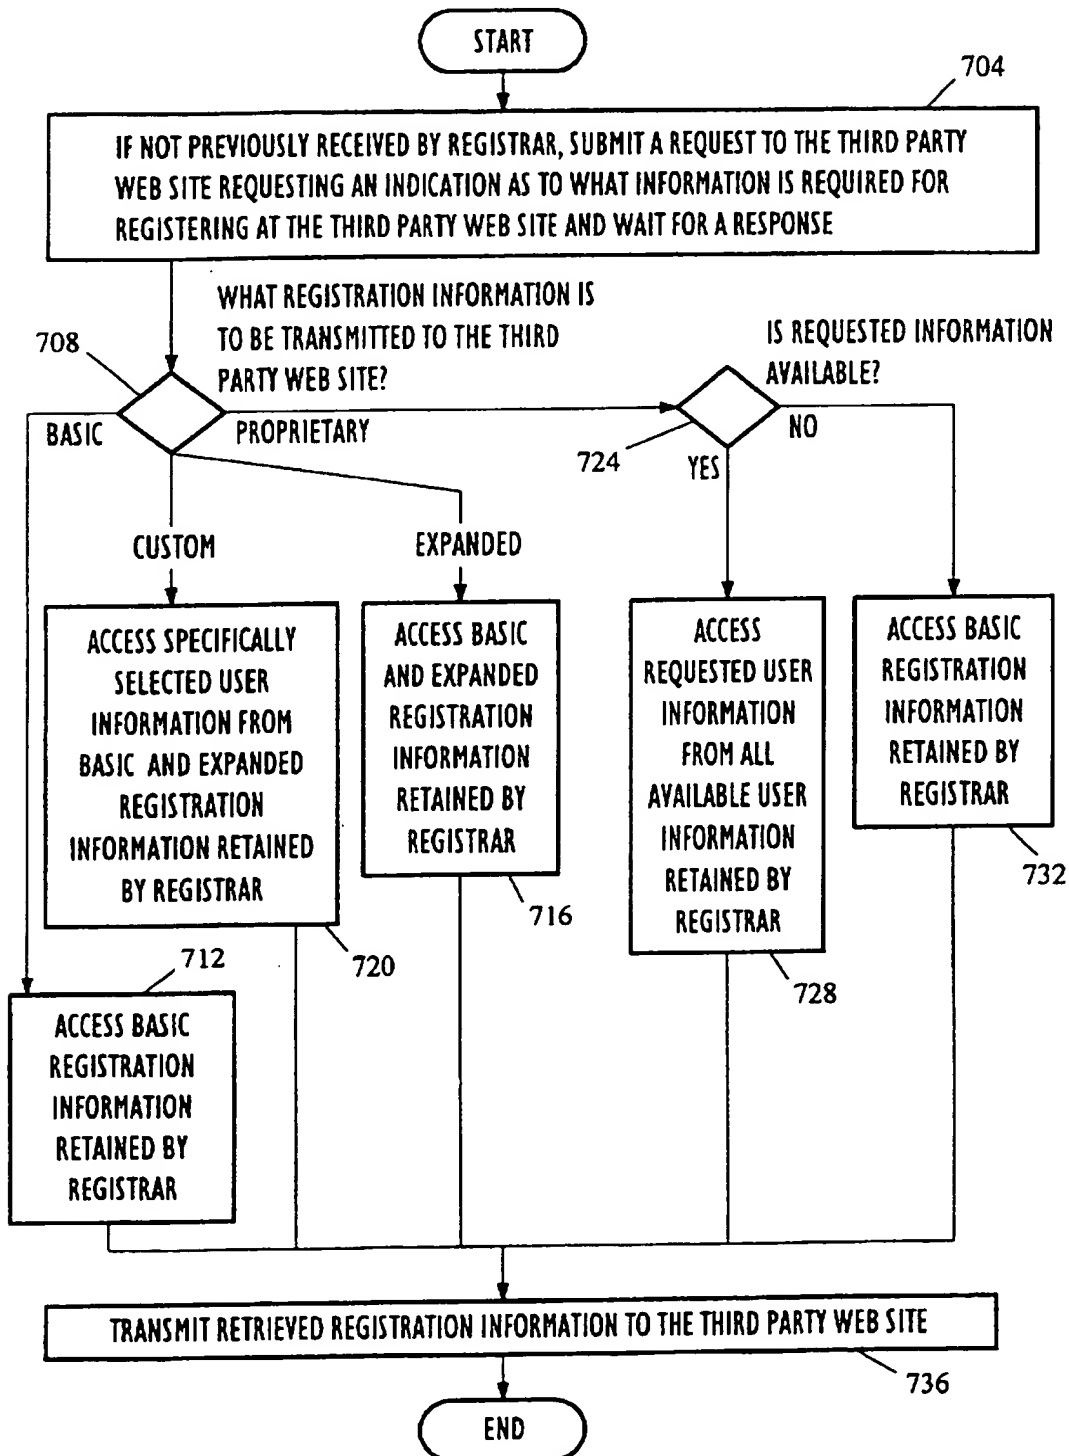 START
704
IF NOT PREVIOUSLY RECEIVED BY REGISTRAR, SUBMIT A REQUEST TO THE THIRD PARTY
WEB SITE REQUESTING AN INDICATION AS TO WHAT INFORMATION IS REQUIRED FOR
REGISTERING AT THE THIRD PARTY WEB SITE AND WAIT FOR A RESPONSE
WHAT REGISTRATION INFORMATION IS
TO BE TRANSMITTED TO THE THIRD
PARTY WEB SITE?
708
IS REQUESTED INFORMATION
AVAILABLE?
BASIC
PROPRIETARY
724
NO
YES
CUSTOM
EXPANDED
ACCESS SPECIFICALLY
SELECTED USER
INFORMATION FROM
BASIC AND EXPANDED
REGISTRATION
INFORMATION RETAINED
BY REGISTRAR
720
ACCESS BASIC
AND EXPANDED
REGISTRATION
INFORMATION
RETAINED BY
REGISTRAR
716
ACCESS
REQUESTED USER
INFORMATION
FROM ALL
AVAILABLE USER
INFORMATION
RETAINED BY
REGISTRAR
728
ACCESS BASIC
REGISTRATION
INFORMATION
RETAINED BY
REGISTRAR
732
712
ACCESS BASIC
REGISTRATION
INFORMATION
RETAINED BY
REGISTRAR
TRANSMIT RETRIEVED REGISTRATION INFORMATION TO THE THIRD PARTY WEB SITE
736
END